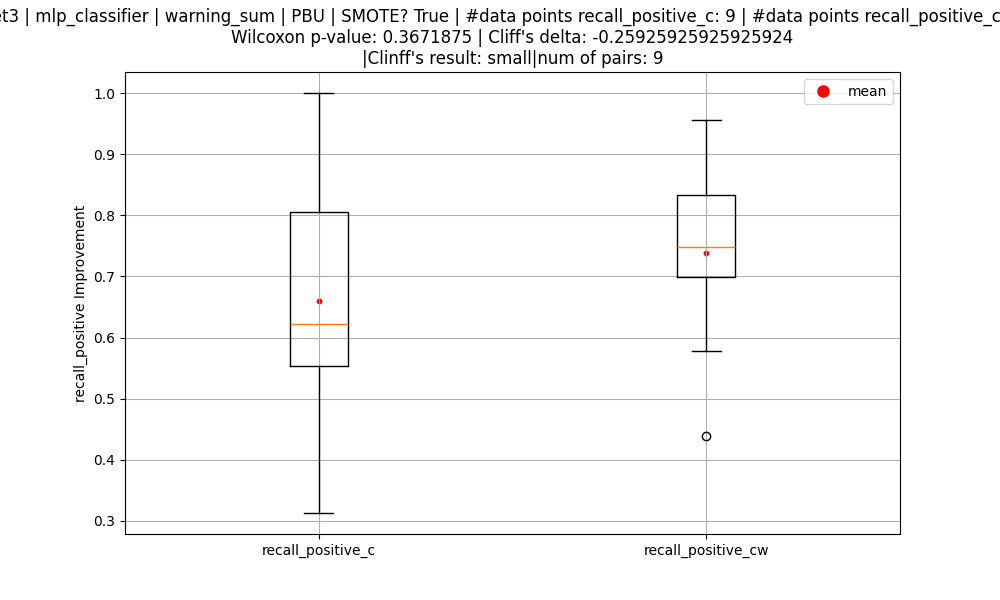 et3 | mlp_classifier | warning_sum | PBU | SMOTE? True | #data points recall_positive_c: 9 | #data points recall_positive_c
Wilcoxon p-value: 0.3671875 | Cliff's delta: -0.25925925925925924
|Clinff's result: small|num of pairs: 9
mean
1.0
0.9
0.8
0.7
0.6
0.5
0.4
0.3
recall_positive Improvement
recall_positive_c
recall_positive_cw